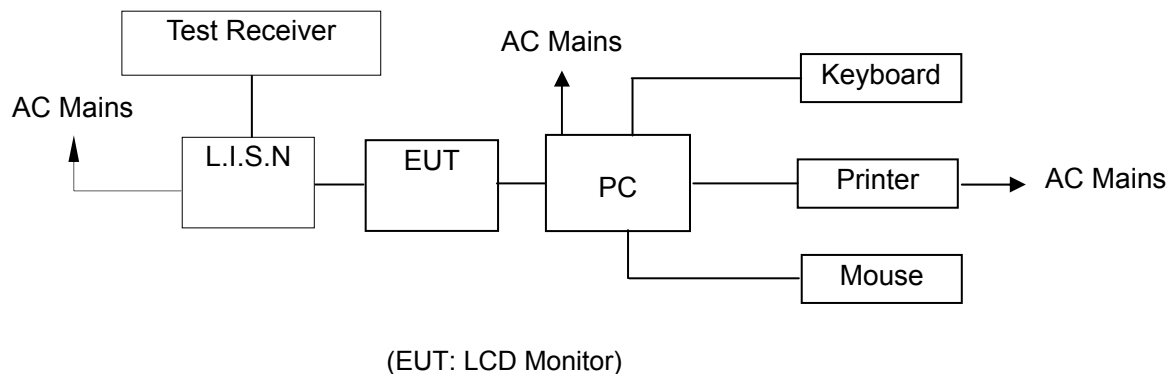 Test Receiver
AC Mains
AC Mains
Keyboard
L.I.S.N
EUT
PC
Printer
AC Mains
Mouse
(EUT: LCD Monitor)